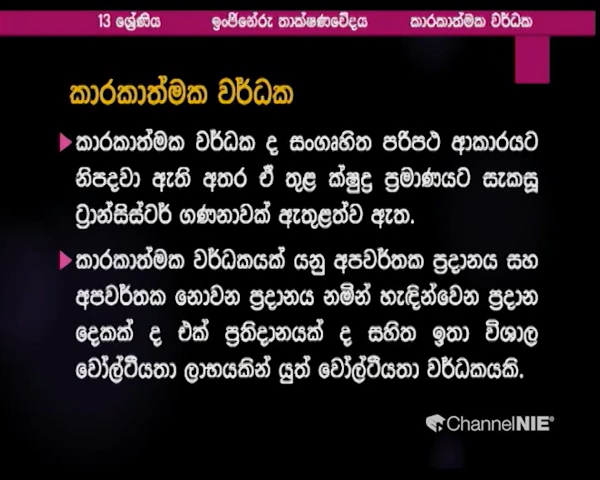 13 ශ්‍රේණිය ඉංජිනේරු තාක්ෂණවේදය කාරකාත්මක වර්ධක
කාරකාත්මක වර්ධක
කාරකාත්මක වර්ධක ද සංගෘහිත පරිපථ ආකාරයට
නිපදවා ඇති අතර ඒ තුළ ක්ෂුද්‍ර ප්‍රමාණයට සැකසූ
ට්‍රාන්සිස්ටර් ගණනාවක් ඇතුළත්ව ඇත.
කාරකාත්මක වර්ධකයක් යනු අපවර්තක ප්‍රදානය සහ
අපවර්තක නොවන ප්‍රදානය නමින් හැඳින්වෙන ප්‍රදාන
දෙකක් ද එක් ප්‍රතිදානයක් ද සහිත ඉතා විශාල
වෝල්ටීයතා ලාභයකින් යුත් වෝල්ටීයතා වර්ධකයකි.
ChannelNIE